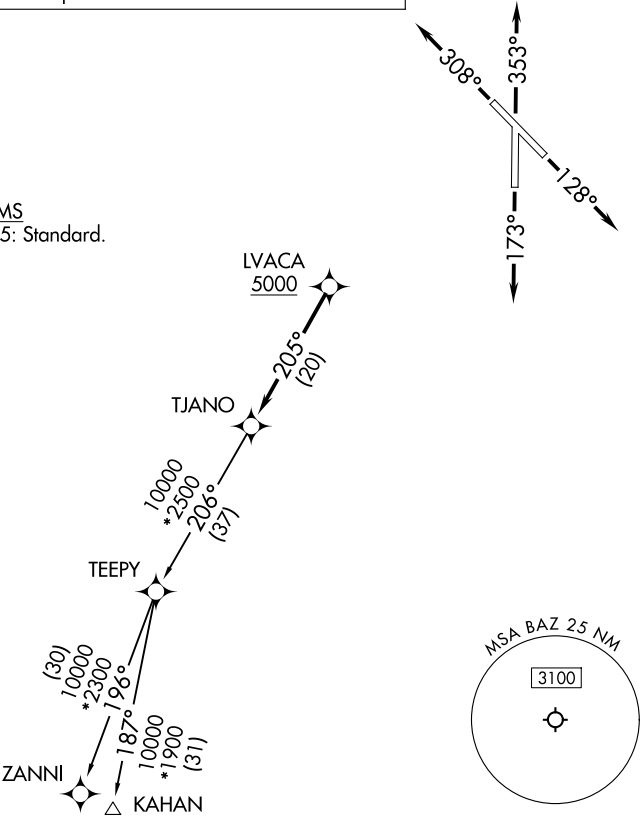 308°
353°
128°
173°
MS
5: Standard.
LVACA
5000
205°
(20)
TJANO
10000
*2500
206°
(37)
TEEPY
(30)
10000
*2300
196°
187°
10000
*1900
(31)
ZANNI
KAHAN
MSA BAZ 25 NM
3100